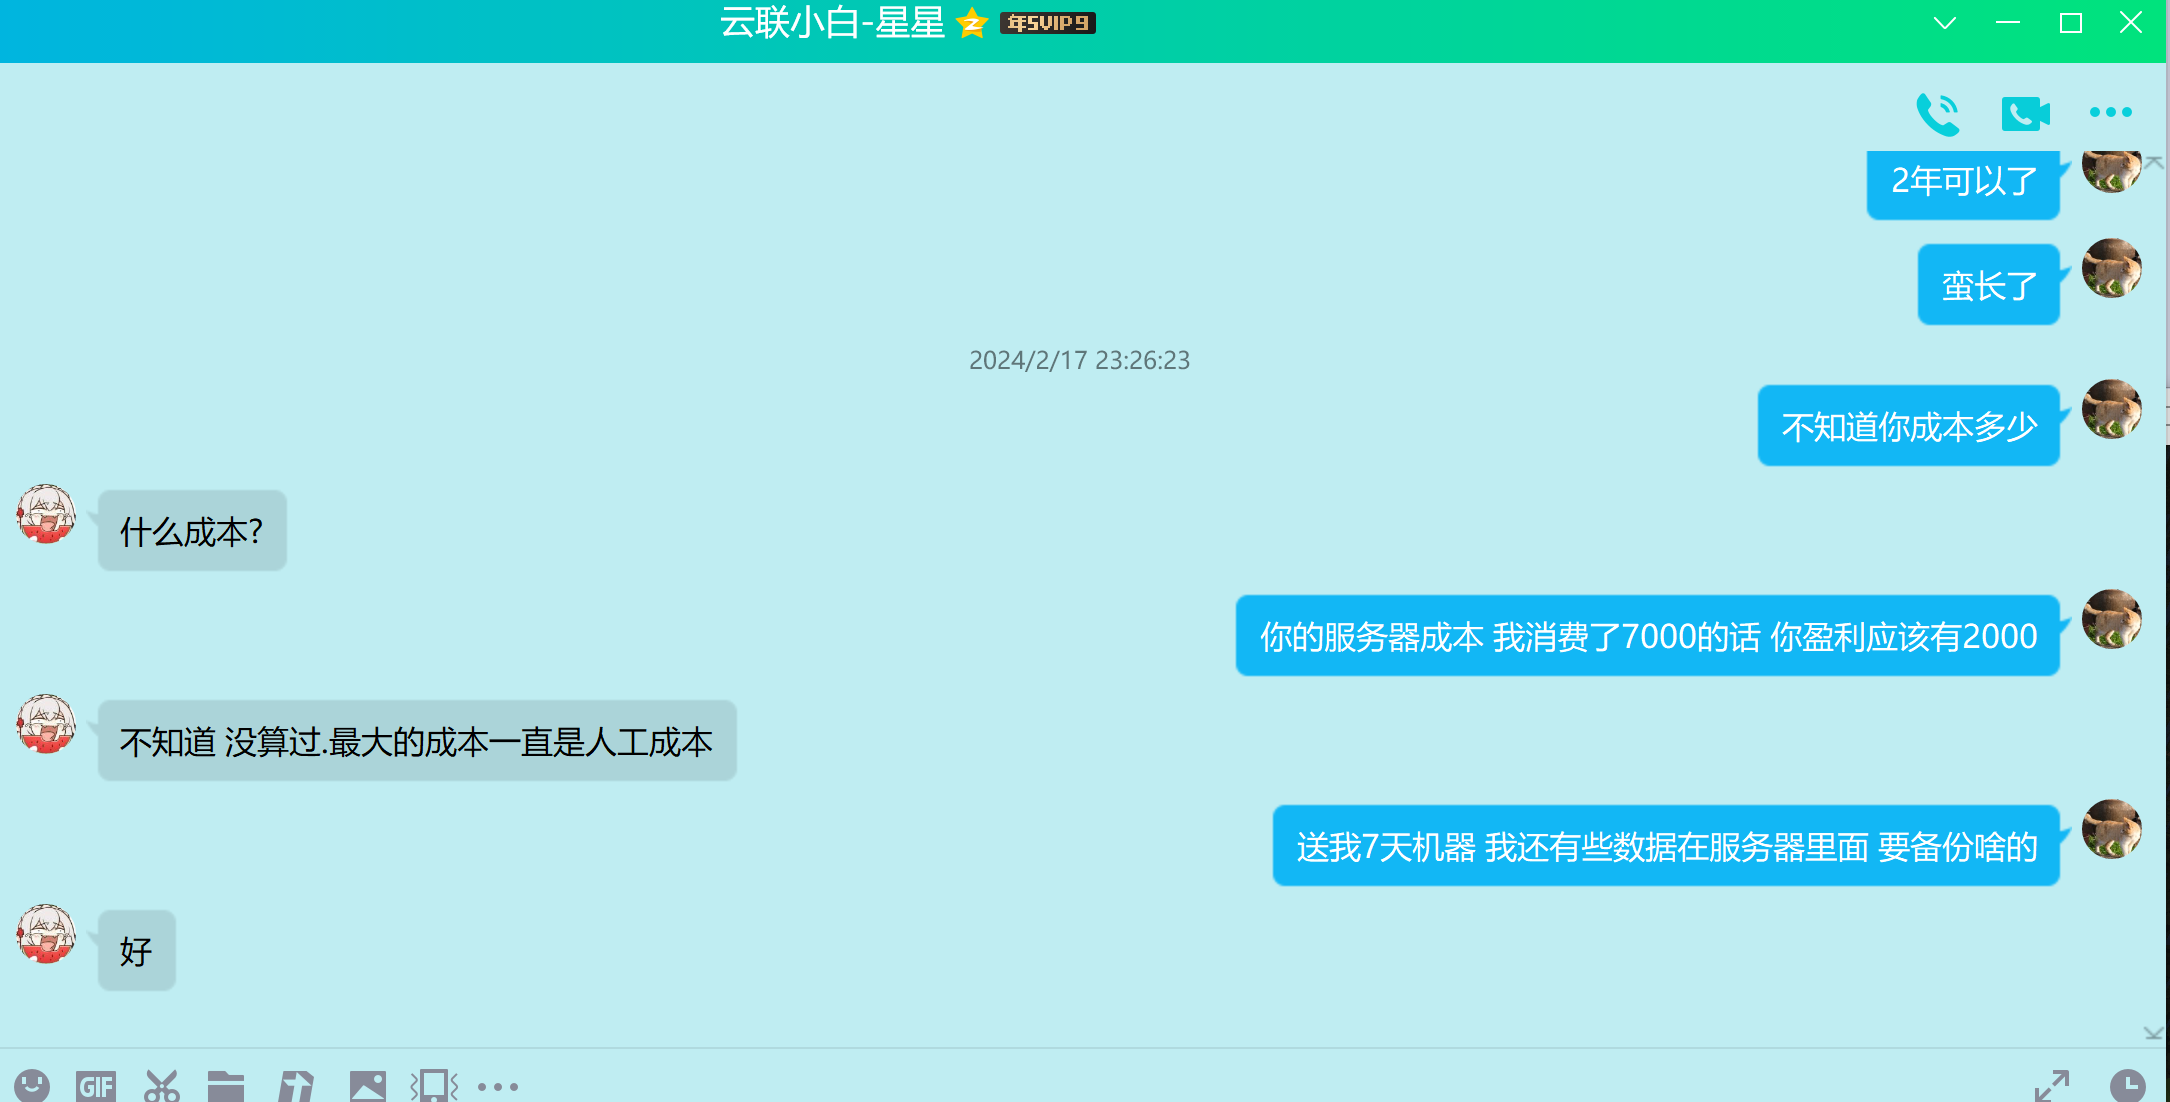 云联小白-星星 年SVIP9
2年可以了
蛮长了
2024/2/17 23:26:23
不知道你成本多少
什么成本?
你的服务器成本 我消费了7000的话 你盈利应该有2000
不知道 没算过.最大的成本一直是人工成本
送我7天机器 我还有些数据在服务器里面 要备份啥的
好
GIF